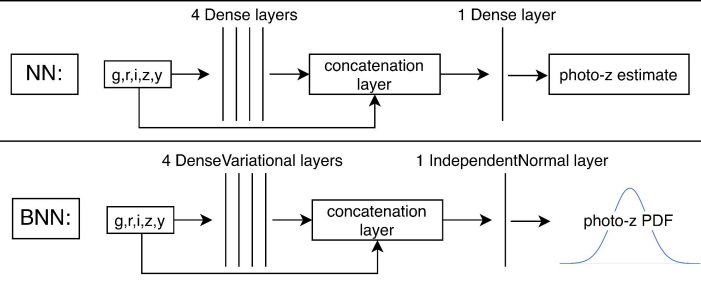 4 Dense layers
1 Dense layer
NN:
g,r,i,z,y
concatenation
layer
photo-z estimate
4 DenseVariational layers
1 IndependentNormal layer
BNN:
g,r,i,z,y
concatenation
layer
photo-z PDF